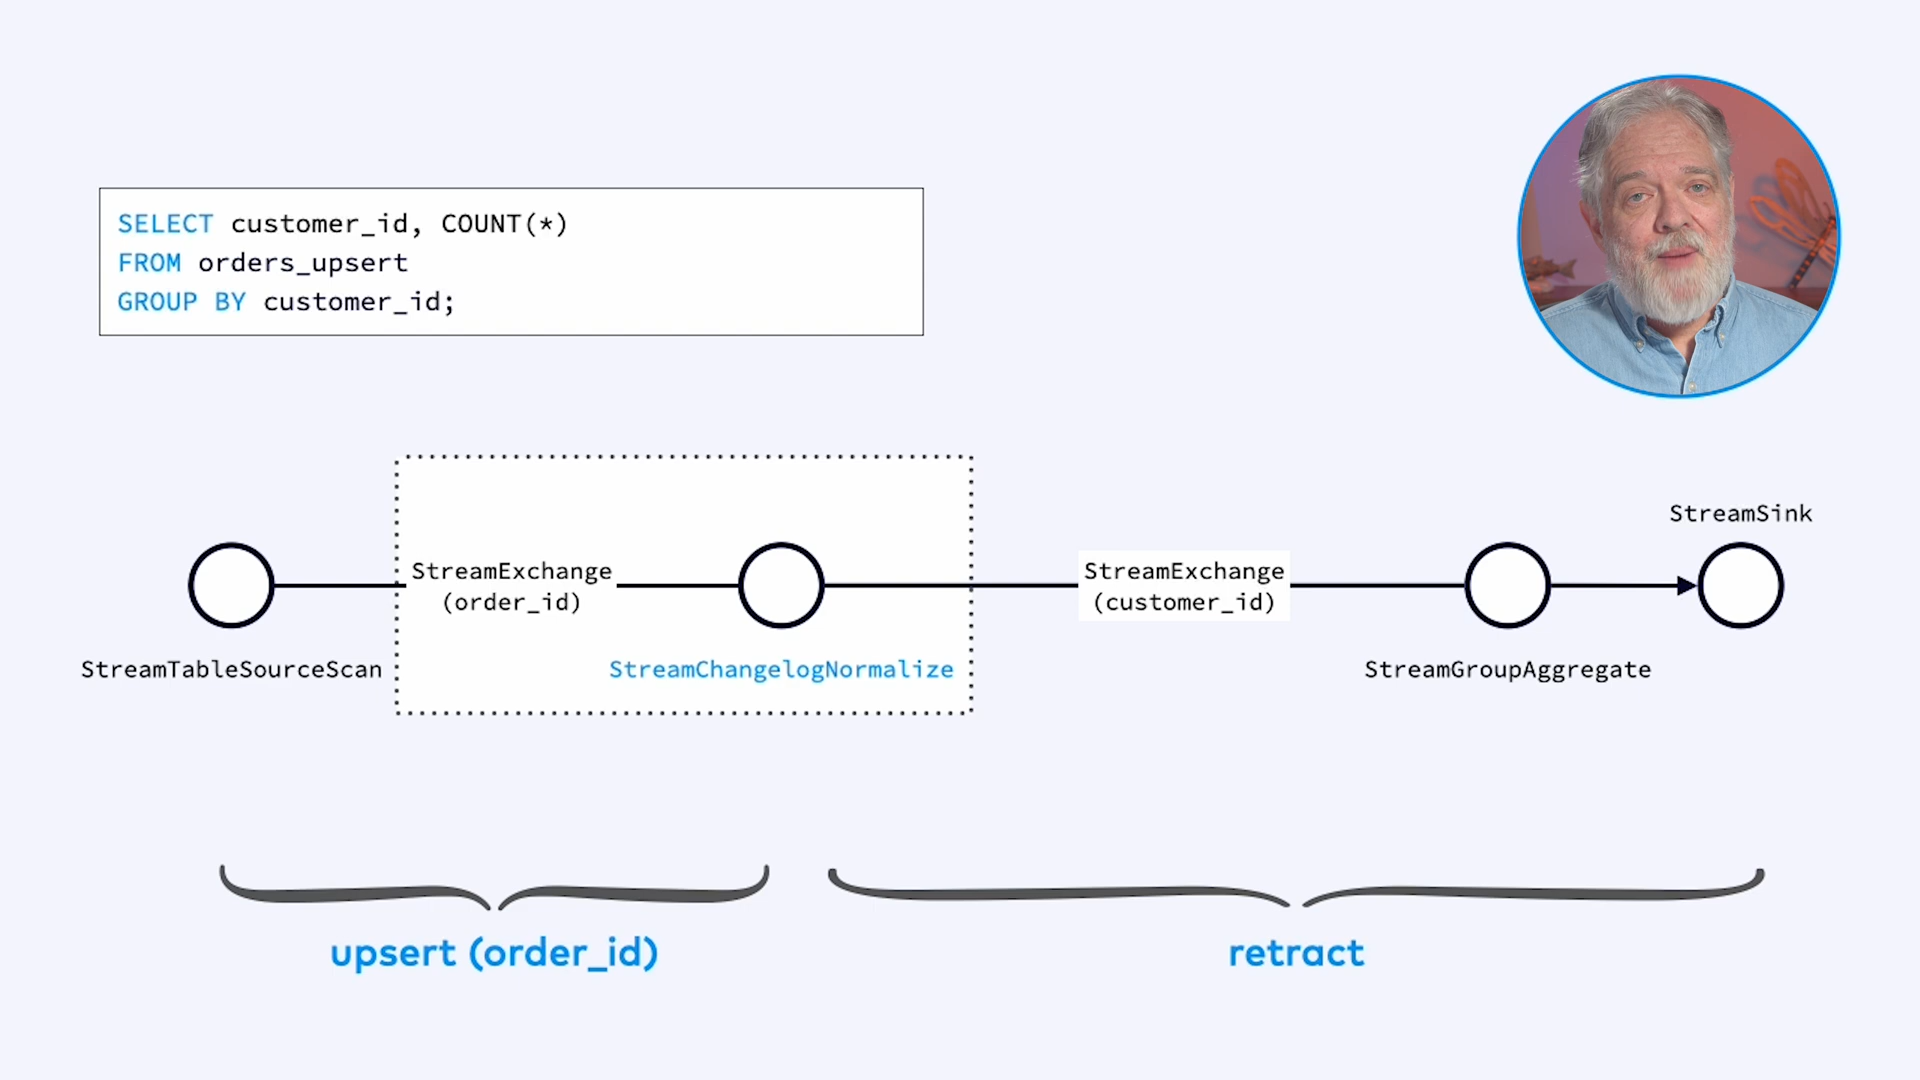 SELECT customer_id, COUNT(*)
FROM orders_upsert
GROUP BY customer_id;
StreamSink
StreamExchange
(order_id)
StreamExchange
(customer_id)
StreamTableSourceScan
StreamChangelogNormalize
StreamGroupAggregate
upsert (order_id)
retract